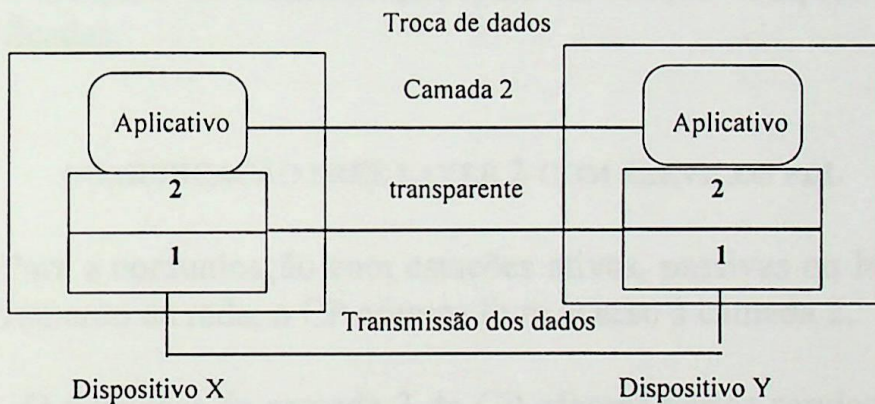 Troca de dados
Camada 2
Aplicativo
Aplicativo
2
transparente
2
1
1
Transmissão dos dados
Dispositivo X
Dispositivo Y